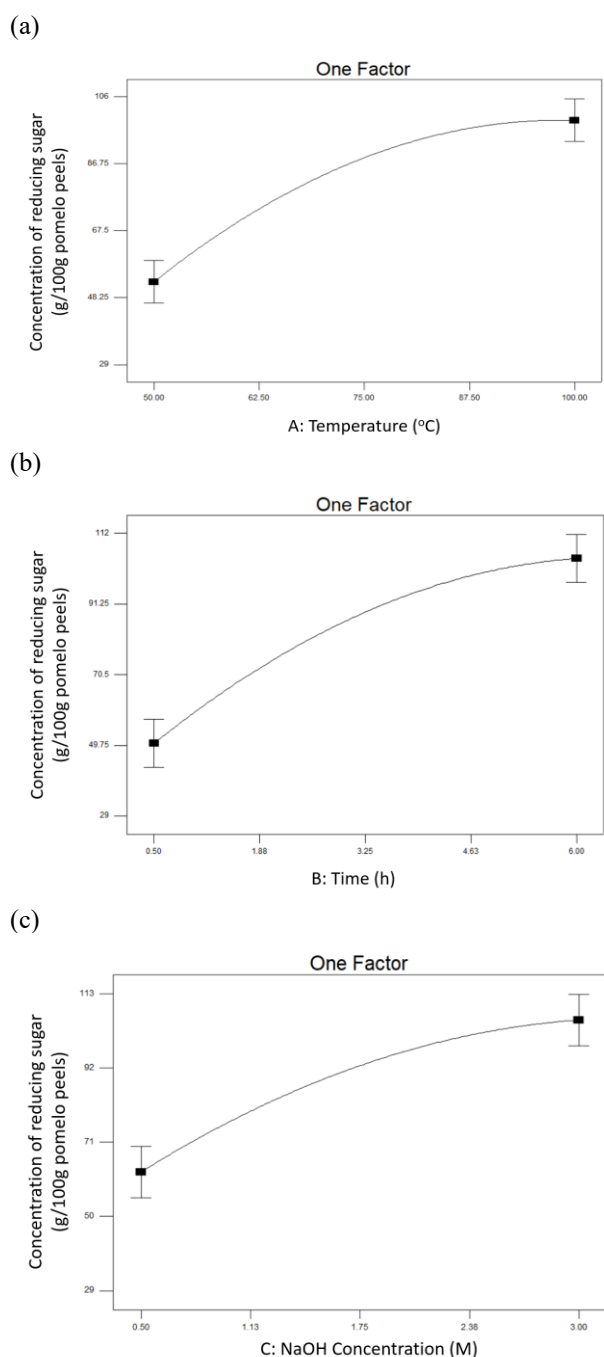 (a)
One Factor
106
86.75
67.5
48.25
29
Concentration of reducing sugar
(g/100g pomelo peels)
50.00 62.50 75.00 87.50 100.00
A: Temperature (°C)
(b)
One Factor
112
91.25
70.5
49.75
29
Concentration of reducing sugar
(g/100g pomelo peels)
0.50 1.88 3.25 4.63 6.00
B: Time (h)
(c)
One Factor
113
92
71
50
29
Concentration of reducing sugar
(g/100g pomelo peels)
0.50 1.13 1.75 2.38 3.00
C: NaOH Concentration (M)